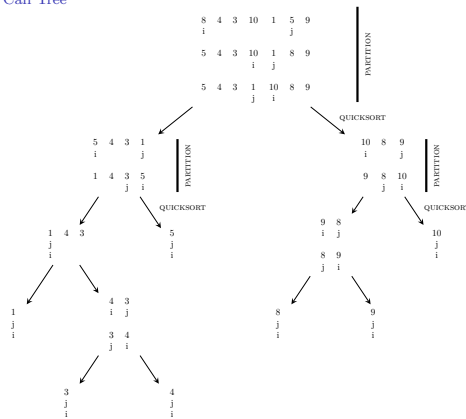 Call Tree
8 4 3 10 1 5 9
i j
5 4 3 10 1 8 9
i j
5 4 3 1 10 8 9
j i
PARTITION
QUICKSORT
5 4 3 1
i j
1 4 3 5
j i
PARTITION
10 8 9
i j
9 8 10
j i
PARTITION
QUICKSORT
QUICKSORT
1 4 3
j
i
5
j
i
9 8
i j
8 9
j i
10
j
i
1
j
i
4 3
i j
3 4
j i
8
j
i
9
j
i
3
j
i
4
j
i